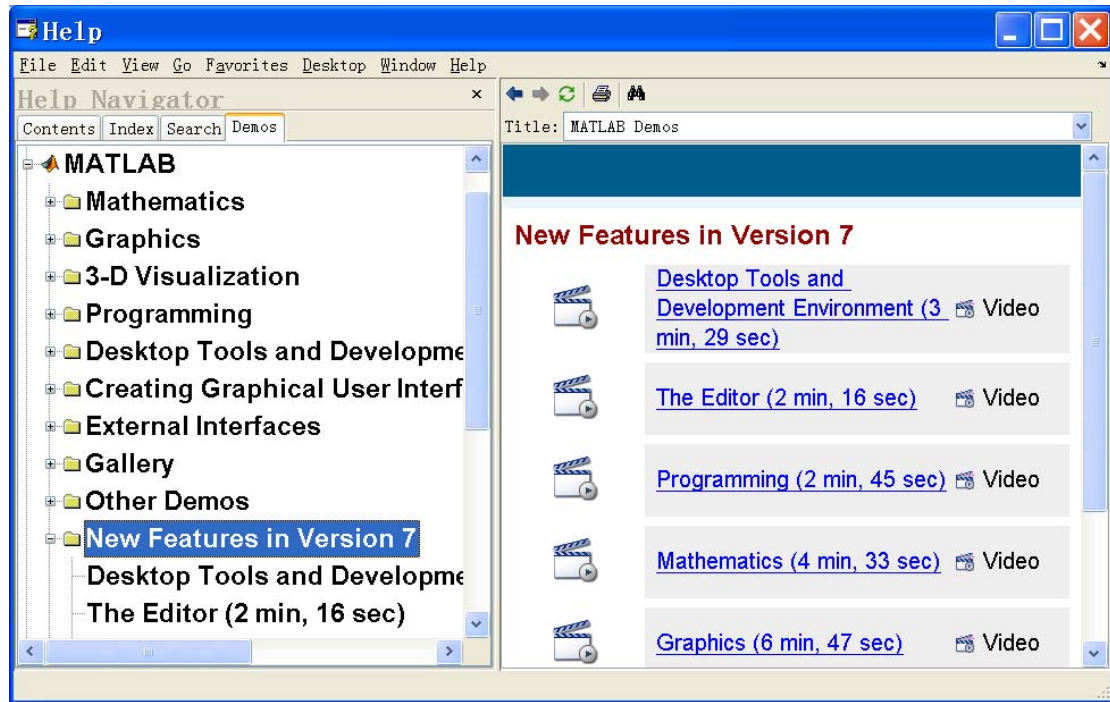 Help
File Edit View Go Favorites Desktop Window Help
Help Navigator
Contents Index Search Demos
MATLAB
Mathematics
Graphics
3-D Visualization
Programming
Desktop Tools and Developme
Creating Graphical User Interf
External Interfaces
Gallery
Other Demos
New Features in Version 7
Desktop Tools and Developme
The Editor (2 min, 16 sec)
Title: MATLAB Demos
New Features in Version 7
Desktop Tools and
Development Environment (3 Video
min, 29 sec)
The Editor (2 min, 16 sec) Video
Programming (2 min, 45 sec) Video
Mathematics (4 min, 33 sec) Video
Graphics (6 min, 47 sec) Video